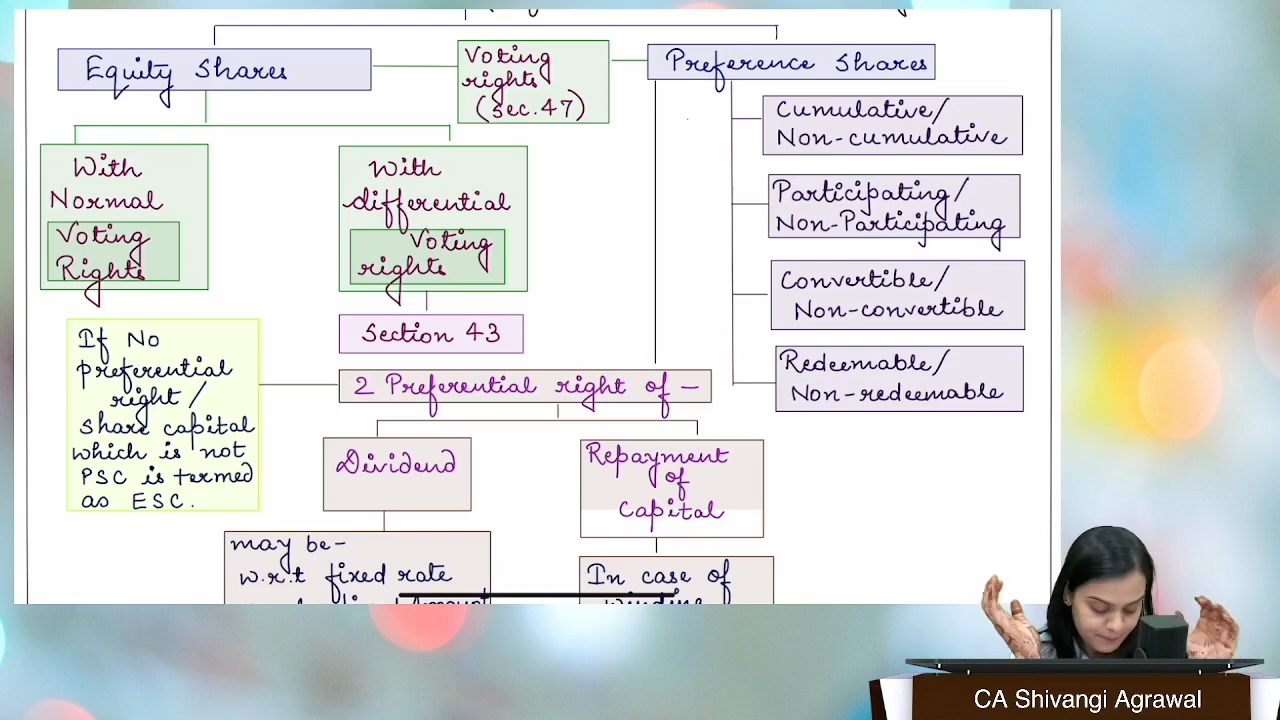 Equity Shares
Voting
rights
(Sec. 47)
Preference Shares
With
Normal
Voting
Rights
With
differential
Voting
rights
Section 43
Cumulative/
Non-cumulative
Participating/
Non-Participating
Convertible/
Non-convertible
Redeemable/
Non-redeemable
If No
preferential
right /
share capital
which is not
PSC is termed
as ESC.
2 Preferential right of -
Dividend
Repayment
of
Capital
may be-
w.r.t fixed rate
In case of
CA Shivangi Agrawal